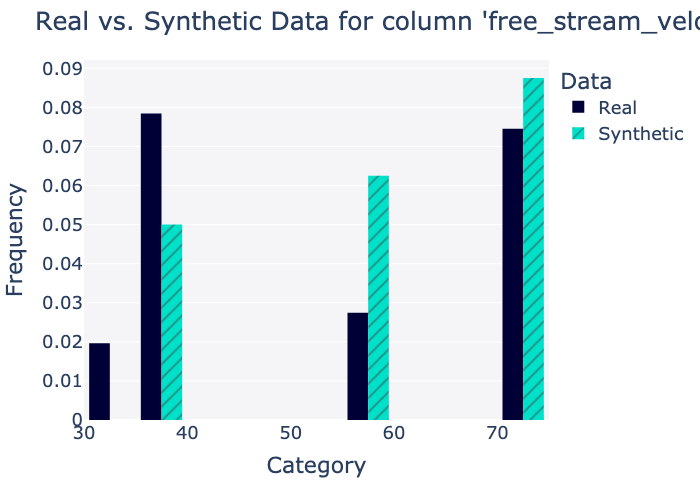 Real vs. Synthetic Data for column 'free_stream_velo
0.09
0.08
0.07
0.06
0.05
0.04
0.03
0.02
0.01
0
30 40 50 60 70
Frequency
Category
Data
Real
Synthetic